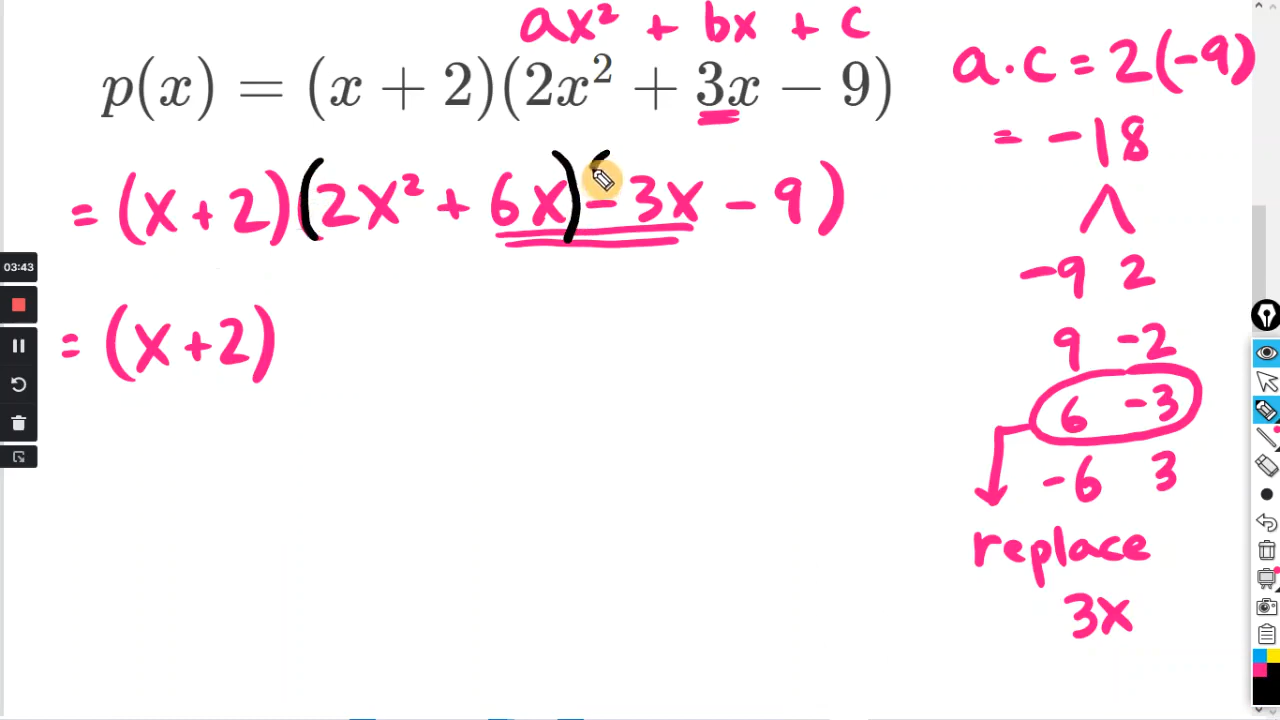 ax² + bx + c
p(x) = (x + 2)(2x² + 3x − 9)
= (x + 2)(2x² + 6x)(− 3x − 9)
= (x + 2)
a · c = 2(-9)
= -18
-9 2
9 -2
6 -3
-6 3
replace
3x
03:43